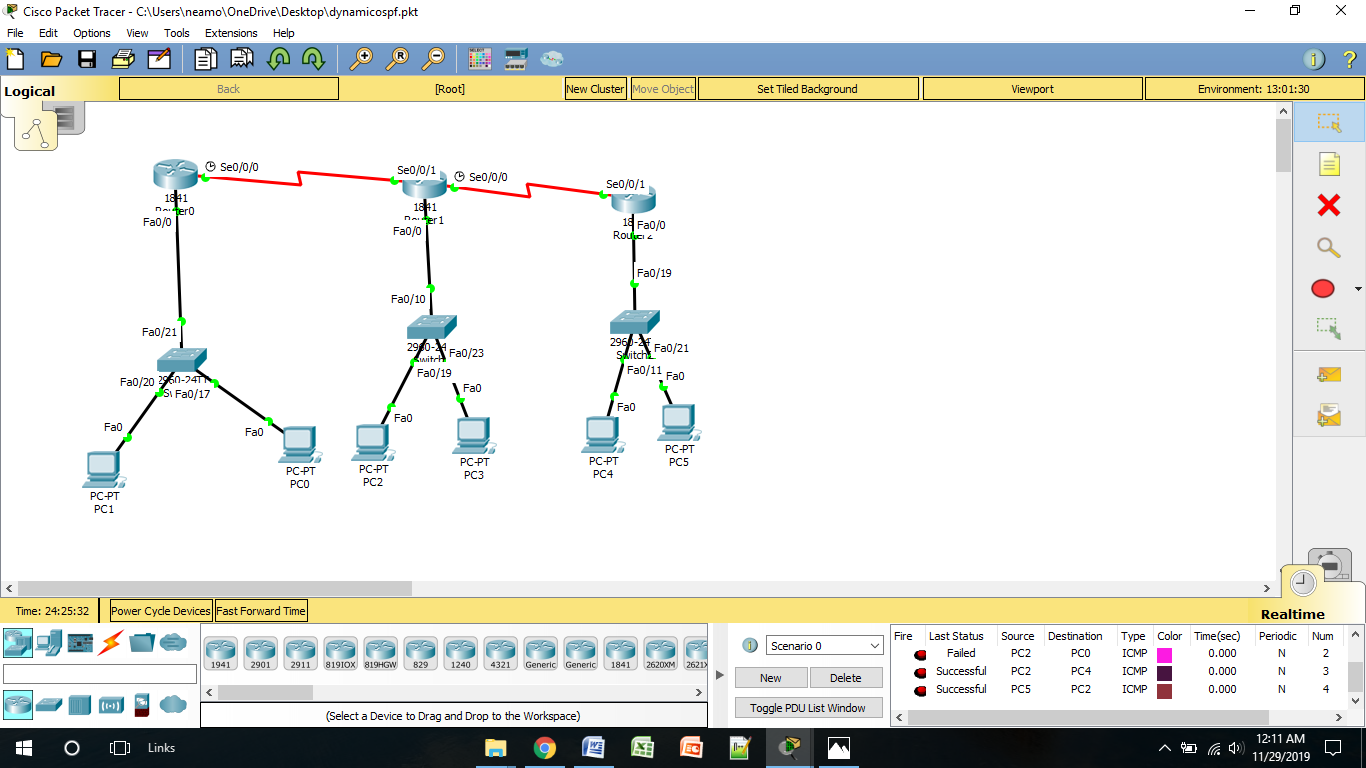 Cisco Packet Tracer - C:\Users\neamo\OneDrive\Desktop\dynamicospf.pkt
File Edit Options View Tools Extensions Help
Logical Back [Root] New Cluster Move Object Set Tiled Background Viewport Environment: 13:01:30
Se0/0/0
Se0/0/1
Se0/0/0
Se0/0/1
1841
Router0
Fa0/0
1841
Router1
Fa0/0
Fa0/0
Router2
Fa0/19
Fa0/10
Fa0/21
2960-24
Fa0/23
Fa0/19
Fa0/21
Fa0/11
Fa0/20
2960-24TT
Fa0/17
Fa0
Fa0
Fa0
Fa0
Fa0
Fa0
PC-PT
PC1
PC-PT
PC0
PC-PT
PC2
PC-PT
PC3
PC-PT
PC4
PC-PT
PC5
Time: 24:25:32 Power Cycle Devices Fast Forward Time
Realtime
1941 2901 2911 819IOX 819HGW 829 1240 4321 Generic Generic 1841 2620XM 2621X
(Select a Device to Drag and Drop to the Workspace)
Scenario 0
New Delete
Toggle PDU List Window
Fire Last Status Source Destination Type Color Time(sec) Periodic Num
Failed PC2 PC0 ICMP 0.000 N 2
Successful PC2 PC4 ICMP 0.000 N 3
Successful PC5 PC2 ICMP 0.000 N 4
Links
12:11 AM
11/29/2019